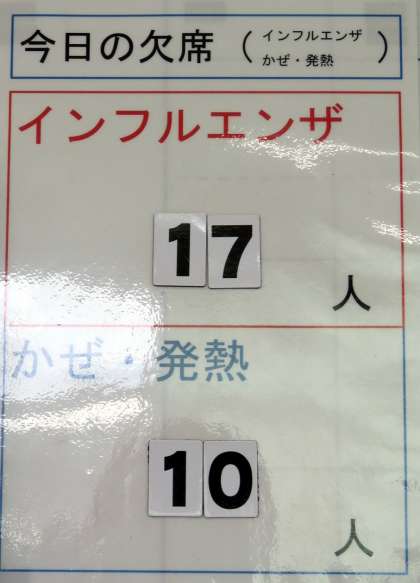 今日の欠席(インフルエンザ
かぜ・発熱)
インフルエンザ
17
人
かぜ・発熱
10
人